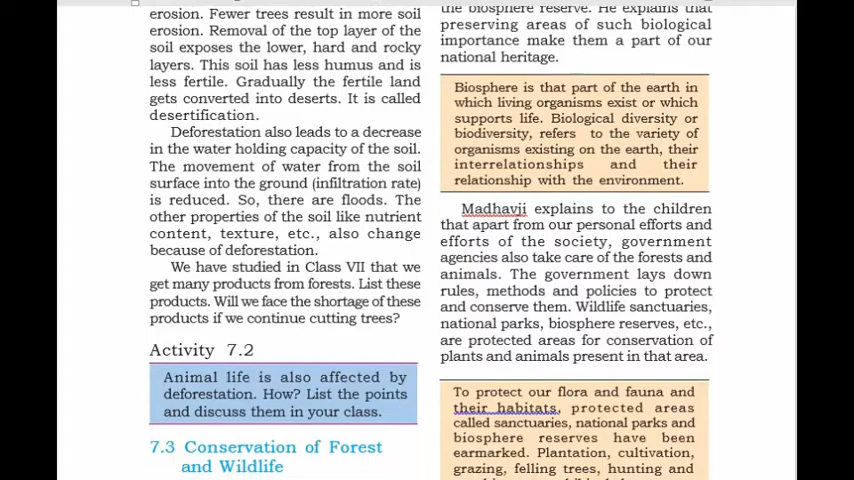 erosion. Fewer trees result in more soil
erosion. Removal of the top layer of the
soil exposes the lower, hard and rocky
layers. This soil has less humus and is
less fertile. Gradually the fertile land
gets converted into deserts. It is called
desertification.
Deforestation also leads to a decrease
in the water holding capacity of the soil.
The movement of water from the soil
surface into the ground (infiltration rate)
is reduced. So, there are floods. The
other properties of the soil like nutrient
content, texture, etc., also change
because of deforestation.
We have studied in Class VII that we
get many products from forests. List these
products. Will we face the shortage of these
products if we continue cutting trees?
Activity 7.2
Animal life is also affected by
deforestation. How? List the points
and discuss them in your class.
7.3 Conservation of Forest
and Wildlife
the biosphere reserve. He explains that
preserving areas of such biological
importance make them a part of our
national heritage.
Biosphere is that part of the earth in
which living organisms exist or which
supports life. Biological diversity or
biodiversity, refers to the variety of
organisms existing on the earth, their
interrelationships and their
relationship with the environment.
Madhavji explains to the children
that apart from our personal efforts and
efforts of the society, government
agencies also take care of the forests and
animals. The government lays down
rules, methods and policies to protect
and conserve them. Wildlife sanctuaries,
national parks, biosphere reserves, etc.,
are protected areas for conservation of
plants and animals present in that area.
To protect our flora and fauna and
their habitats, protected areas
called sanctuaries, national parks and
biosphere reserves have been
earmarked. Plantation, cultivation,
grazing, felling trees, hunting and